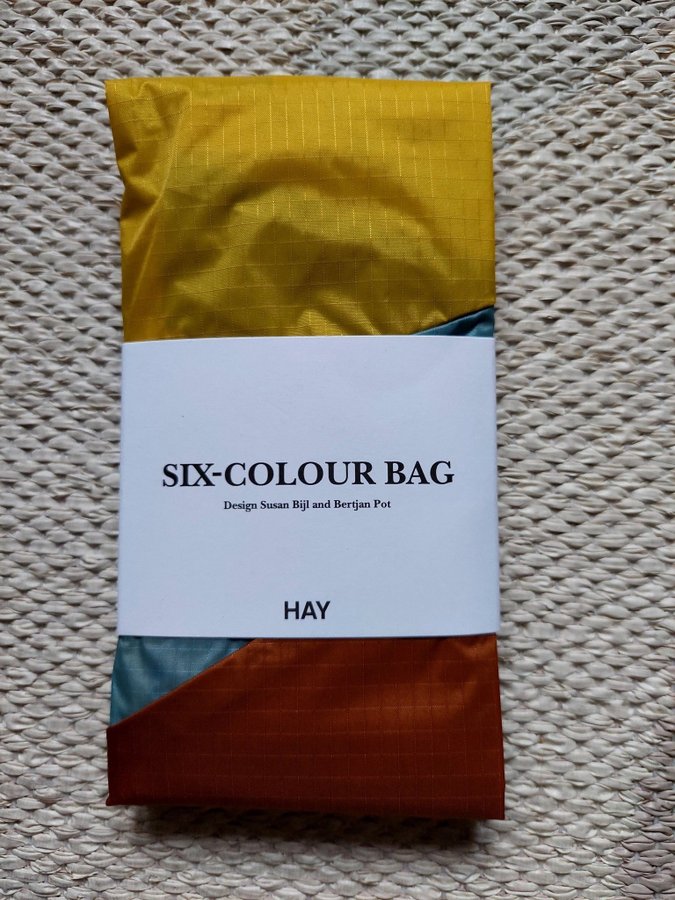 SIX-COLOUR BAG
Design Susan Bijl and Bertjan Pot
HAY